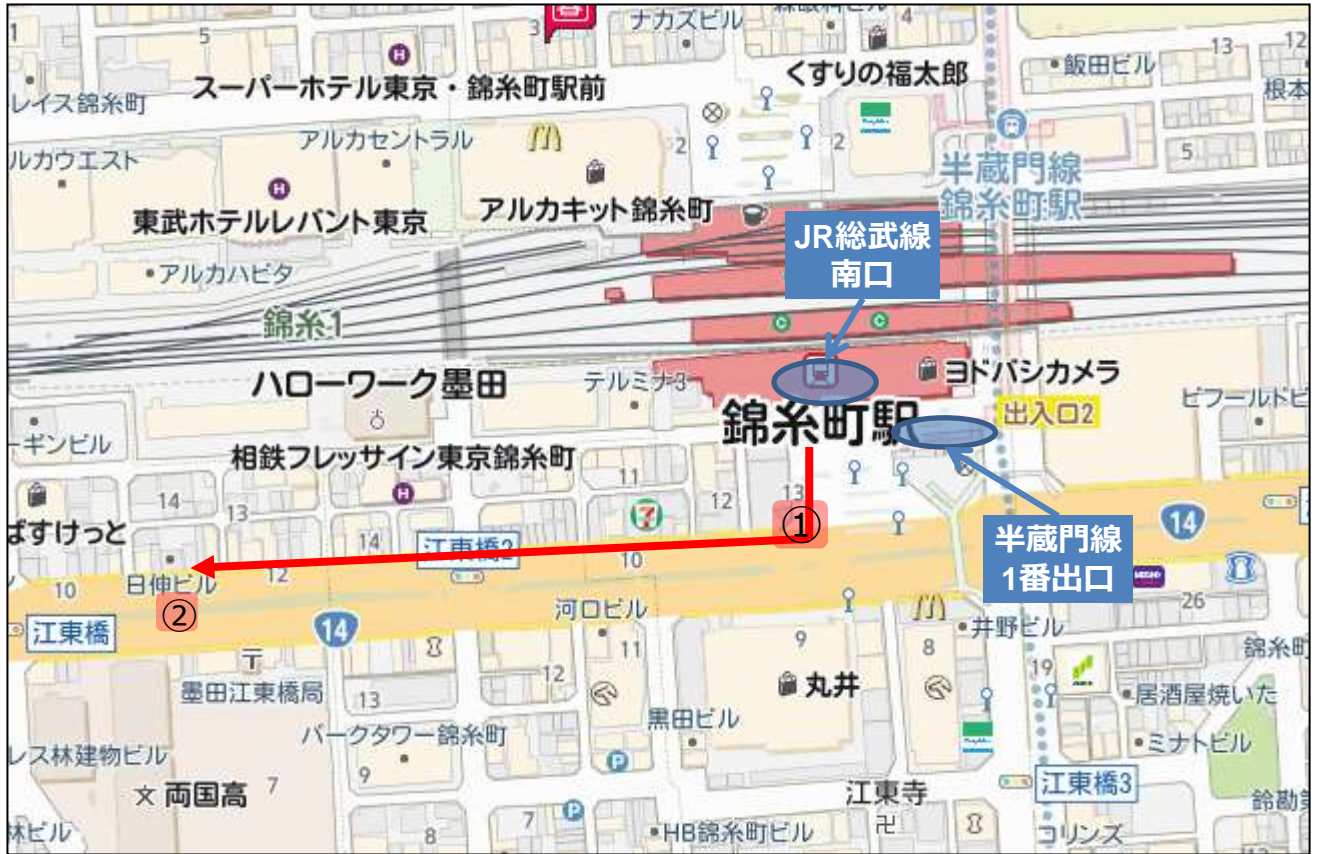 3
ナカズビル
4
13
12
1
5
くすりの福太郎
飯田ビル
スーパーホテル東京・錦糸町駅前
レイス錦糸町
根本
アルカセントラル
2
2
5
ルカウエスト
半蔵門線
錦糸町駅
東武ホテルレバント東京
アルカキット錦糸町
JR総武線
南口
アルカハビタ
錦糸1
ハローワーク墨田
テルミナ3
ヨドバシカメラ
ビフールドビ
錦糸町駅
出入口2
ーギンビル
相鉄フレッサイン東京錦糸町
11
14
13
12
13
①
14
ばすけっと
14
江東橋2
10
半蔵門線
1番出口
10
日伸ビル
12
②
14
河口ビル
26
江東橋
井野ビル
錦糸町
墨田江東橋局
13
12
11
9
丸井
8
19
居酒屋焼いた
黒田ビル
パークタワー錦糸町
ミナトビル
レス林建物ビル
9
両国高
7
江東寺
江東橋3
鈴勘
林ビル
8
7
HB錦糸町ビル
コリンズ